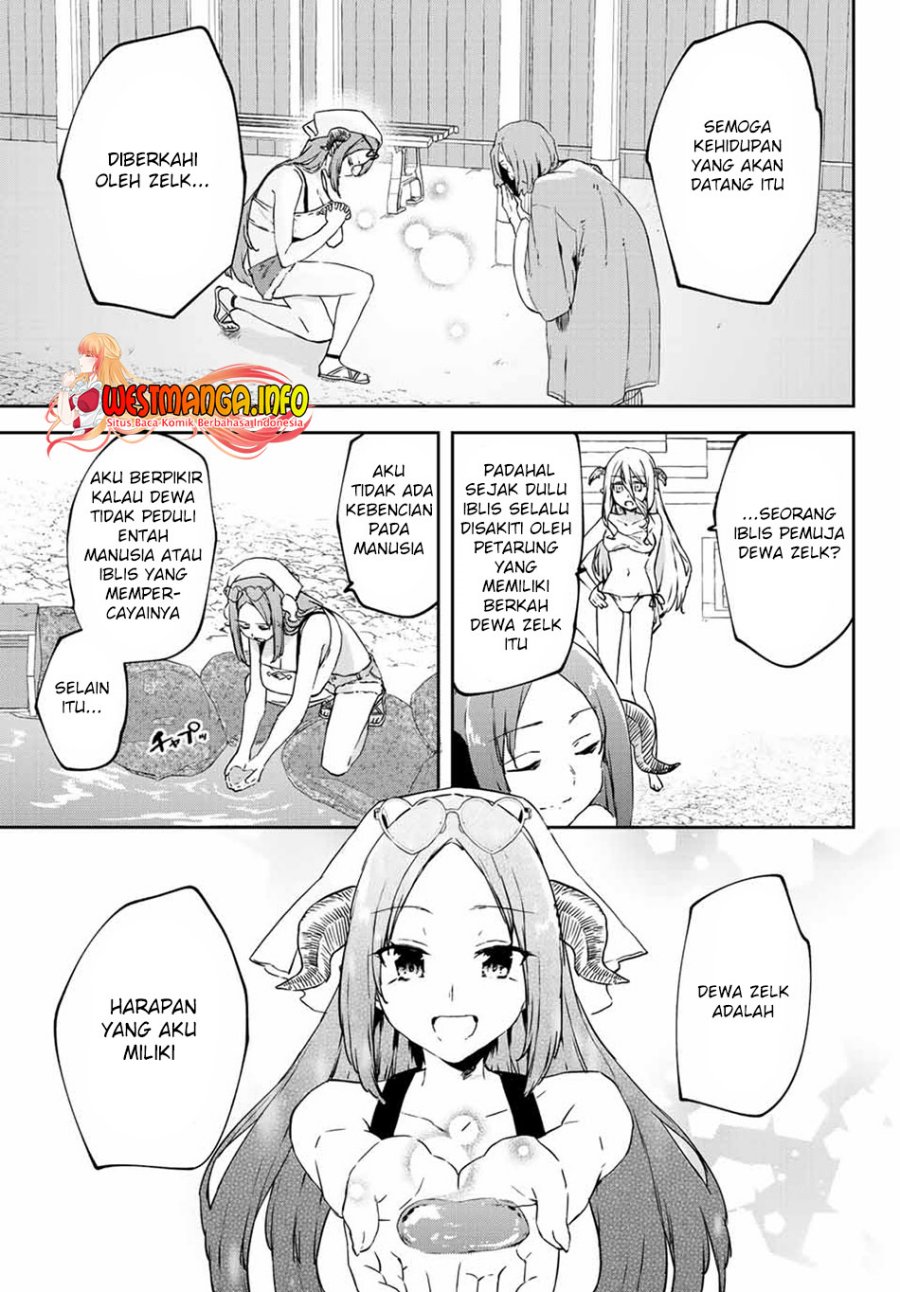 SEMOGA
KEHIDUPAN
YANG AKAN
DATANG ITU
DIBERKAHI
OLEH ZELK...
WESTMANGA.INFO
Situs Baca Komik Berbahasa Indonesia
...SEORANG
IBLIS PEMUJA
DEWA ZELK?
PADAHAL
SEJAK DULU
IBLIS SELALU
DISAKITI OLEH
PETARUNG
YANG
MEMILIKI
BERKAH
DEWA ZELK
ITU
AKU
TIDAK ADA
KEBENCIAN
PADA
MANUSIA
AKU BERPIKIR
KALAU DEWA
TIDAK PEDULI
ENTAH
MANUSIA ATAU
IBLIS YANG
MEMPER-
CAYAINYA
SELAIN
ITU...
チャプッ
DEWA ZELK
ADALAH
HARAPAN
YANG AKU
MILIKI